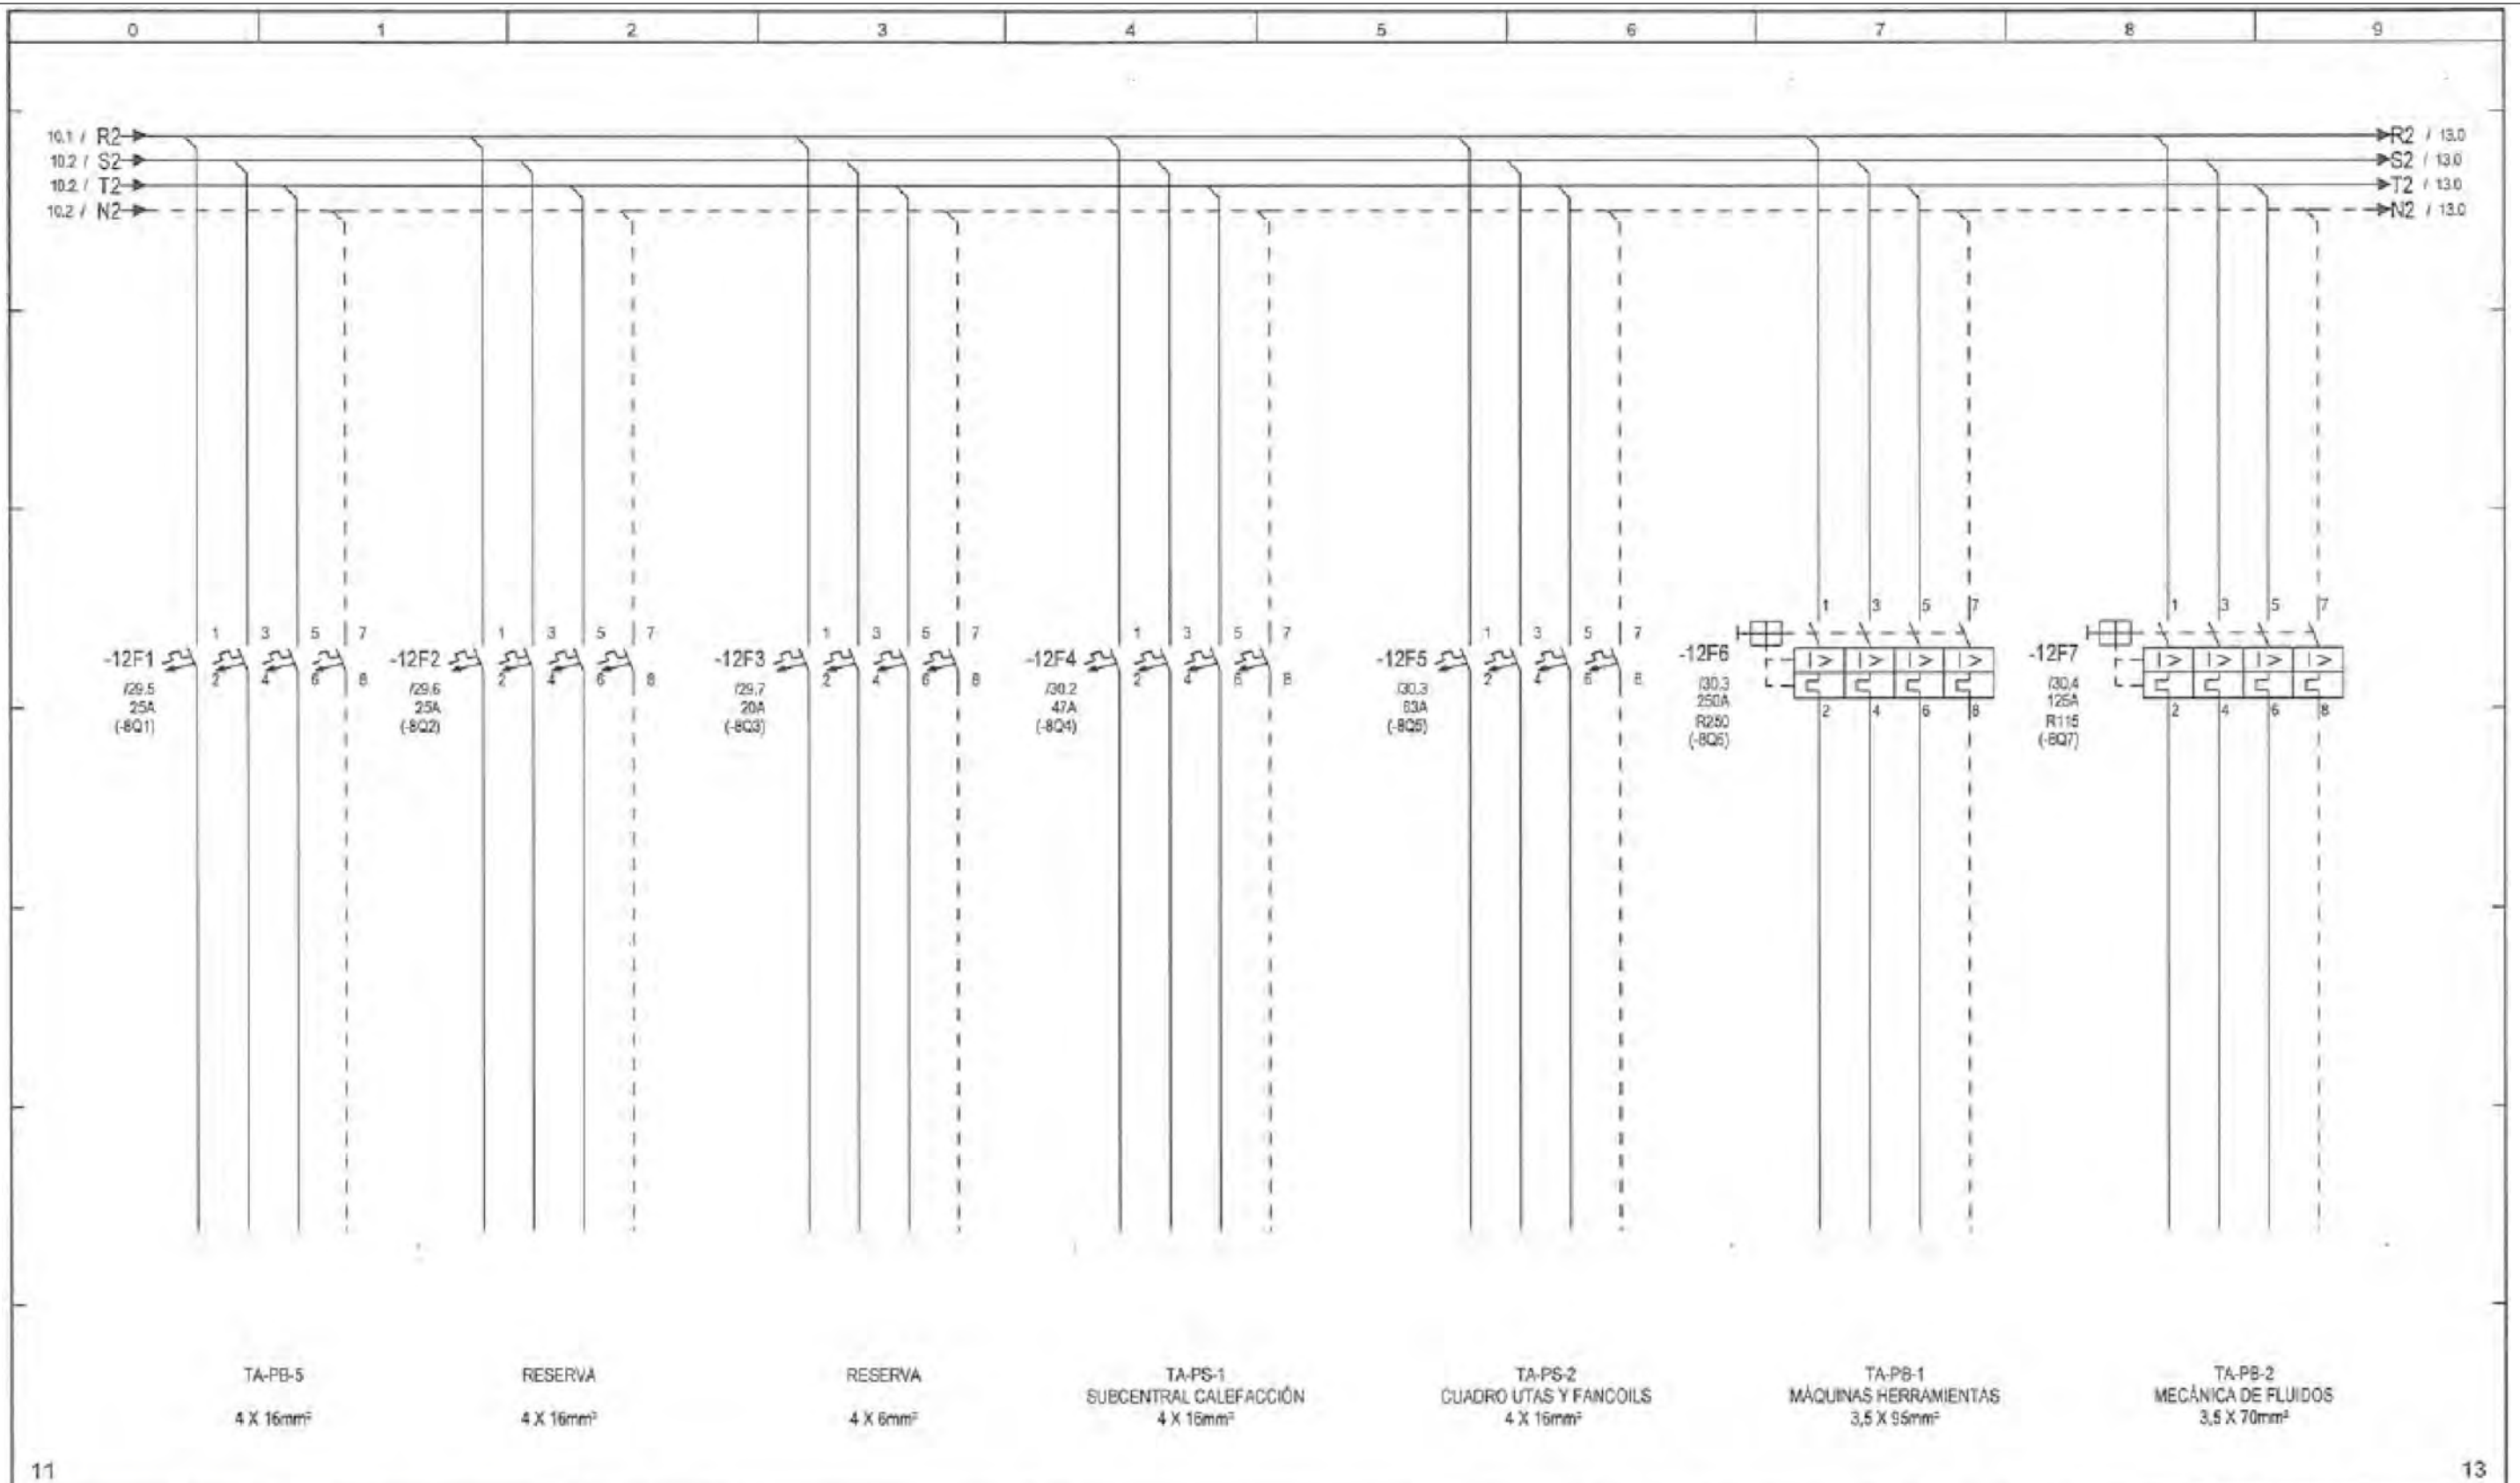 0 1 2 3 4 5 6 7 8 9
10.1 / R2 R2 / 13.0
10.2 / S2 S2 / 13.0
10.2 / T2 T2 / 13.0
10.2 / N2 N2 / 13.0
-12F1
/29.5
25A
(-8Q1)
1 3 5 7
2 4 6 8
-12F2
/29.6
25A
(-8Q2)
1 3 5 7
2 4 6 8
-12F3
/29.7
20A
(-8Q3)
1 3 5 7
2 4 6 8
-12F4
/30.2
47A
(-8Q4)
1 3 5 7
2 4 6 8
-12F5
/30.3
63A
(-8Q5)
1 3 5 7
2 4 6 8
-12F6
/30.3
250A
R250
(-8Q6)
1 3 5 7
I> I> I> I>
2 4 6 8
-12F7
/30.4
125A
R115
(-8Q7)
1 3 5 7
I> I> I> I>
2 4 6 8
TA-PB-5
4 X 16mm²
RESERVA
4 X 16mm²
RESERVA
4 X 6mm²
TA-PS-1
SUBCENTRAL CALEFACCIÓN
4 X 16mm²
TA-PS-2
CUADRO UTAS Y FANCOILS
4 X 16mm²
TA-PB-1
MÁQUINAS HERRAMIENTAS
3,5 X 95mm²
TA-PB-2
MECÁNICA DE FLUIDOS
3,5 X 70mm²
11
13